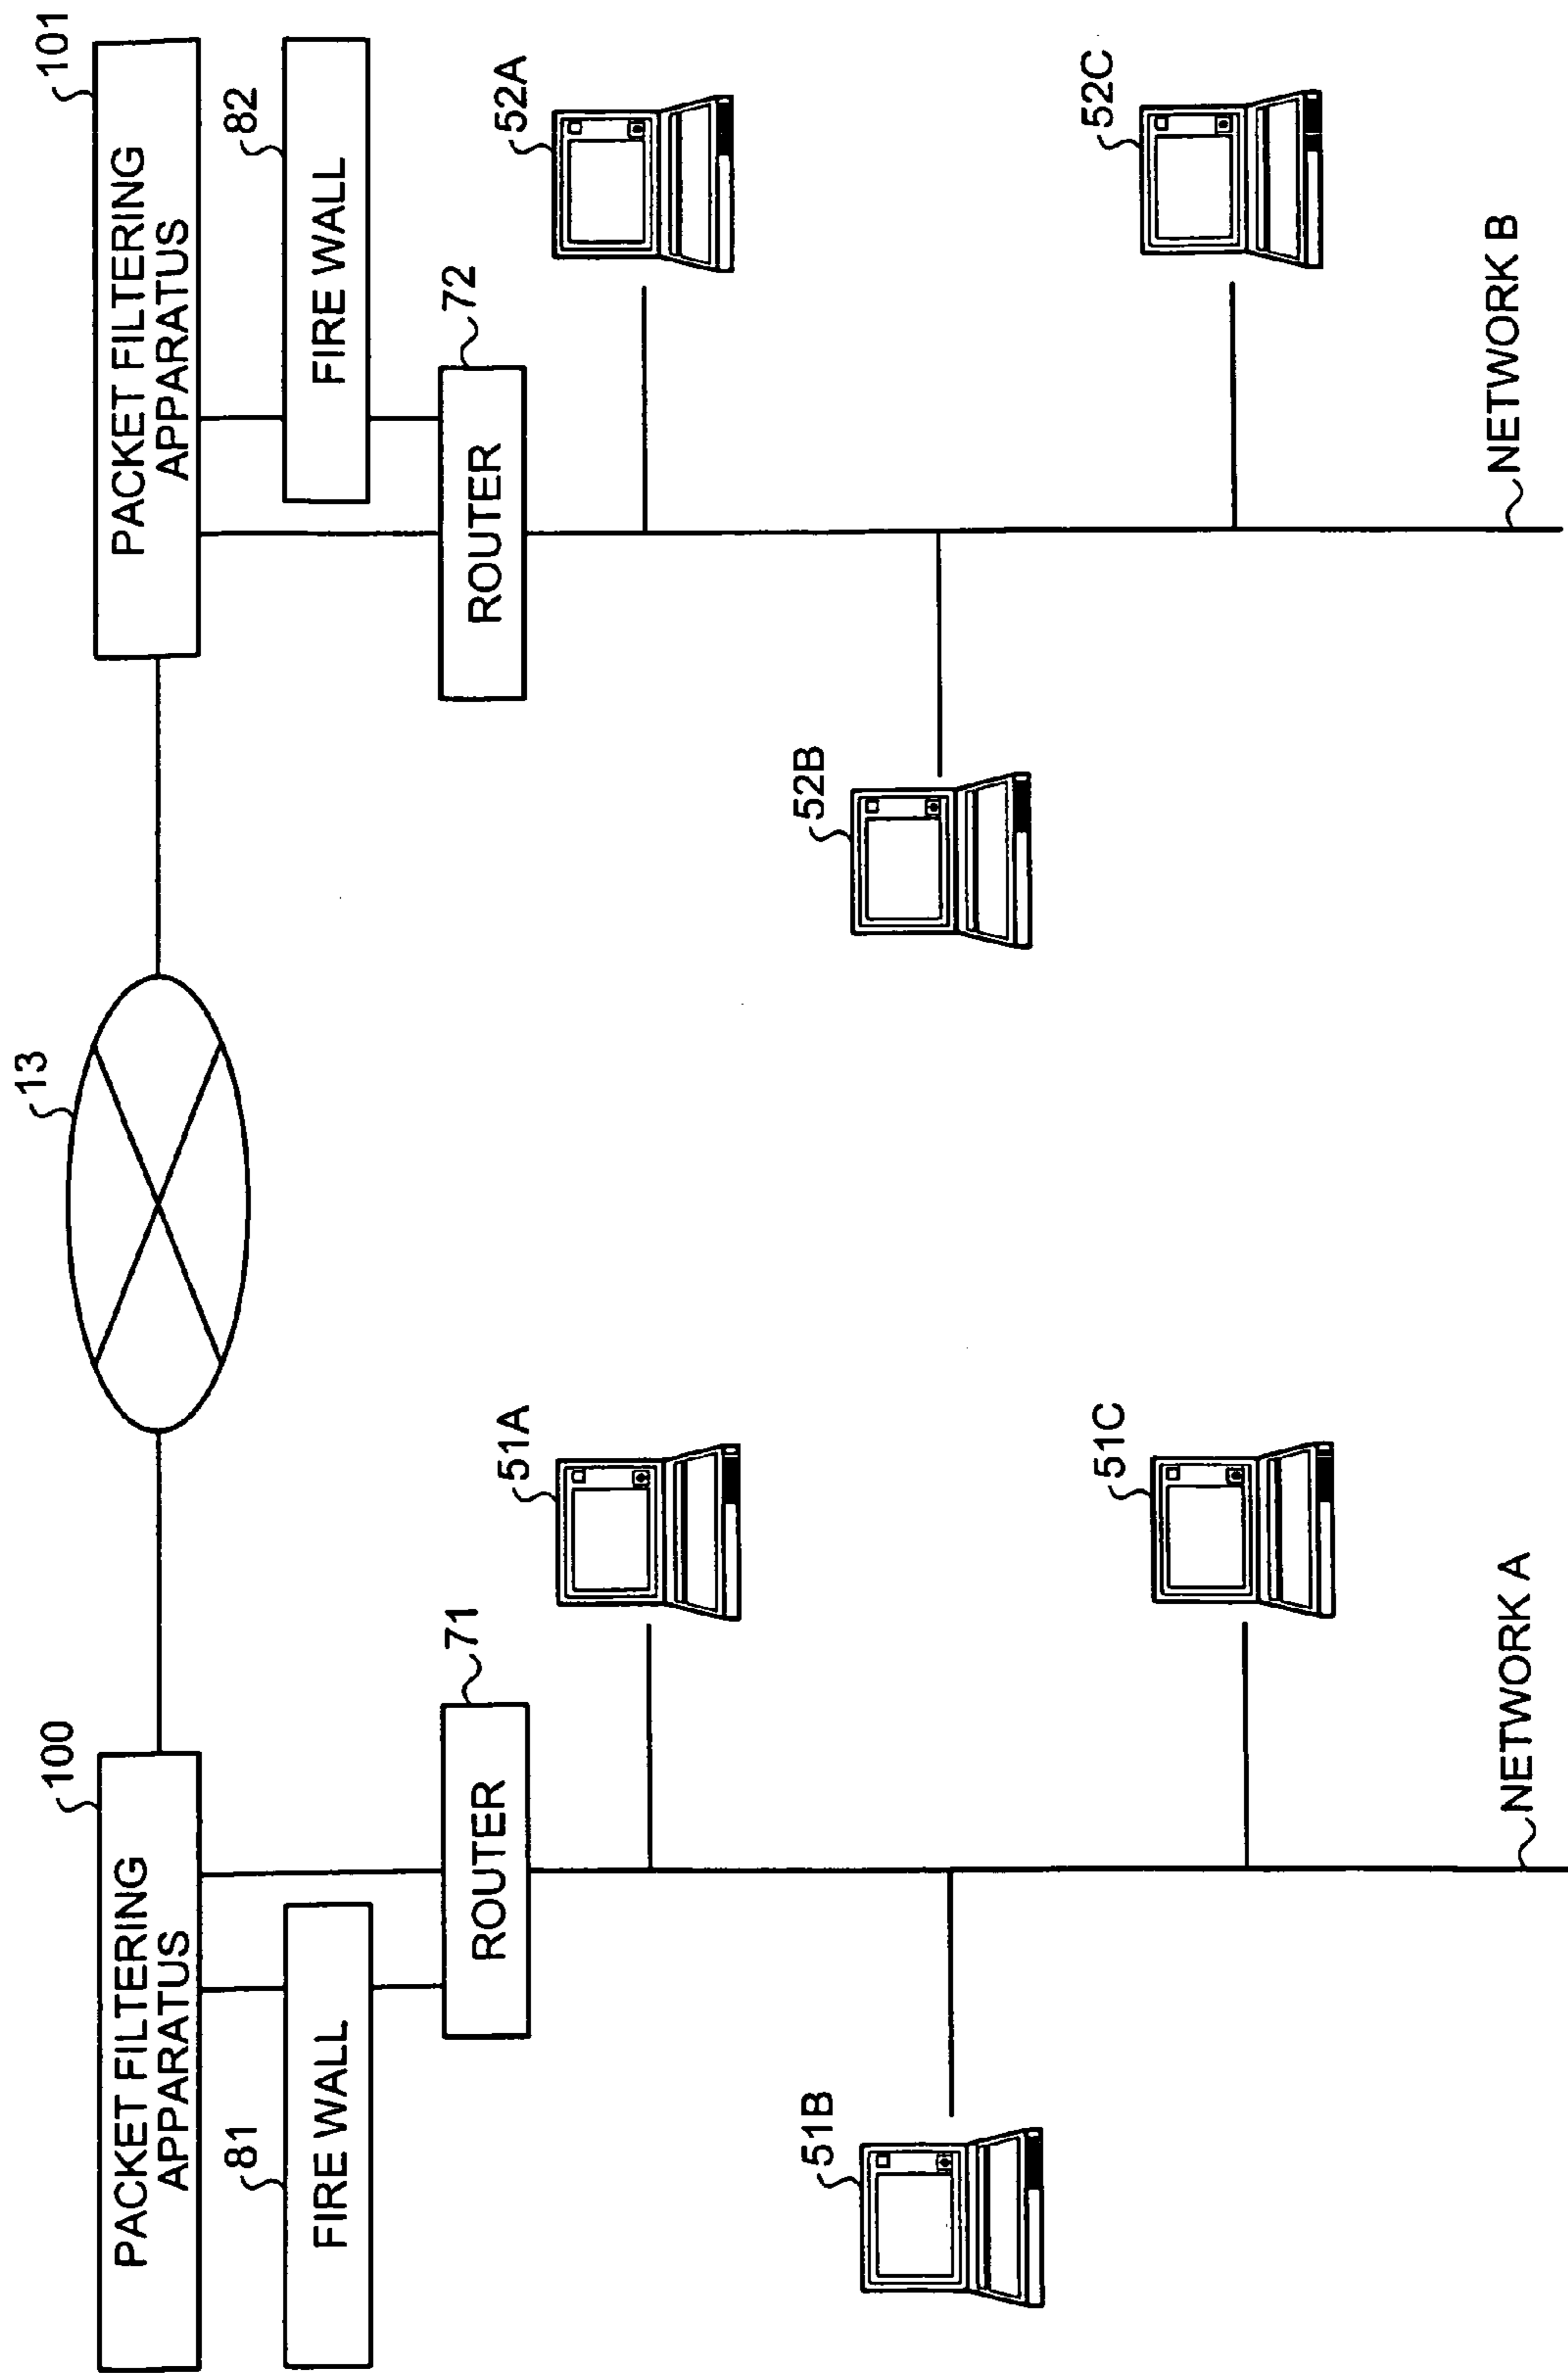 100
13
101
PACKET FILTERING
APPARATUS
PACKET FILTERING
APPARATUS
81
FIRE WALL
82
FIRE WALL
71
ROUTER
72
ROUTER
51A
52A
51B
52B
51C
52C
NETWORK A
NETWORK B